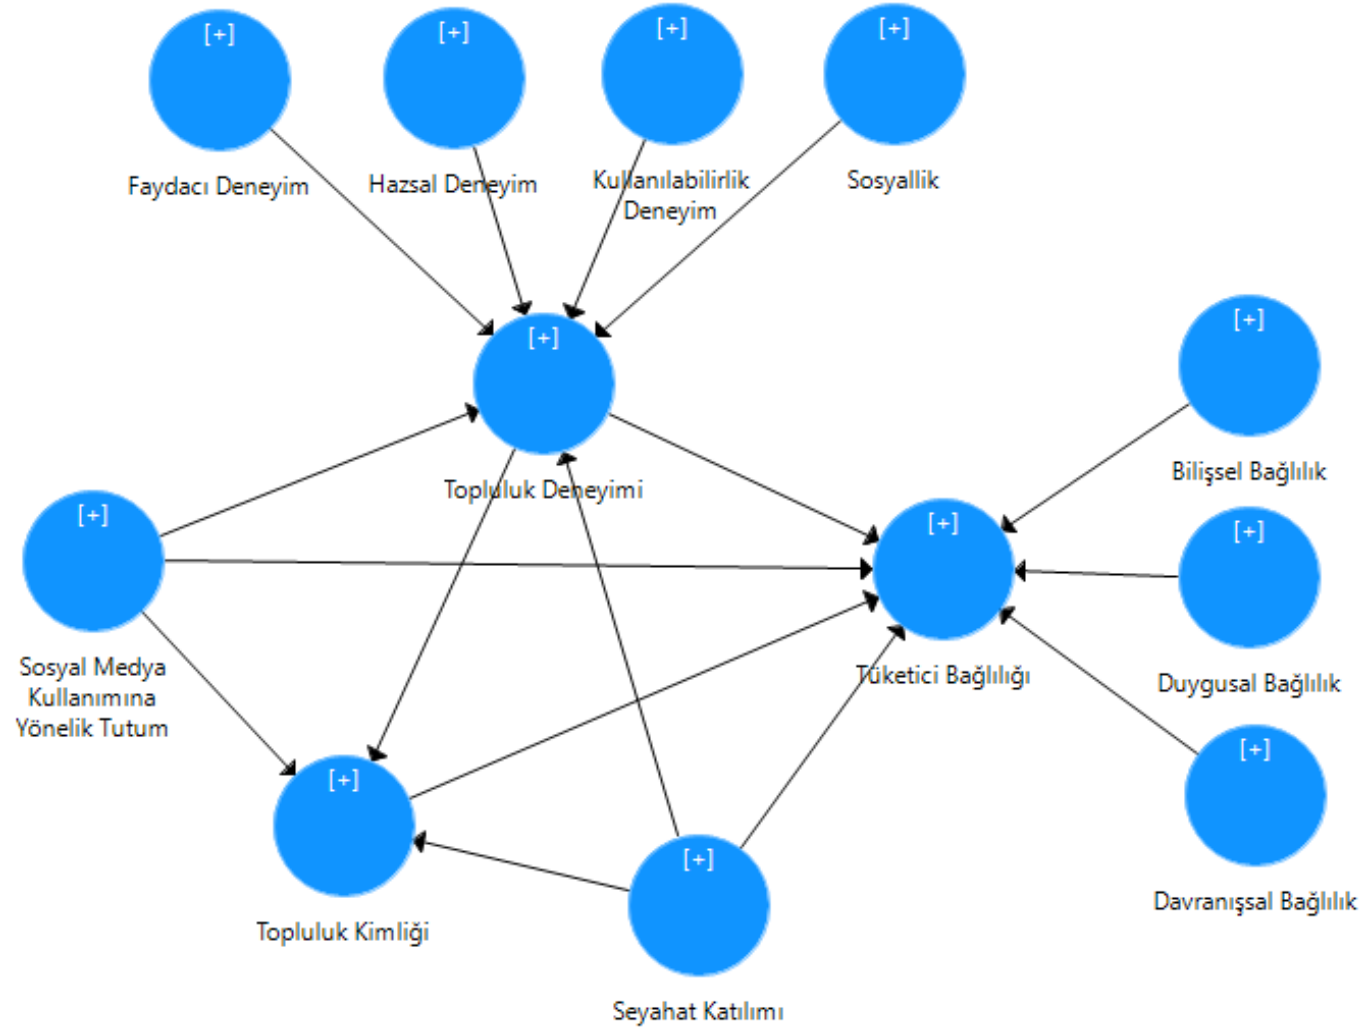 [+]
[+]
[+]
[+]
Faydacı Deneyim
Hazsal Deneyim
Kullanılabilirlik
Deneyim
Sosyallik
[+]
Topluluk Deneyimi
[+]
Bilişsel Bağlılık
[+]
Sosyal Medya
Kullanımına
Yönelik Tutum
[+]
Tüketici Bağlılığı
[+]
Duygusal Bağlılık
[+]
Topluluk Kimliği
[+]
Seyahat Katılımı
[+]
Davranışsal Bağlılık